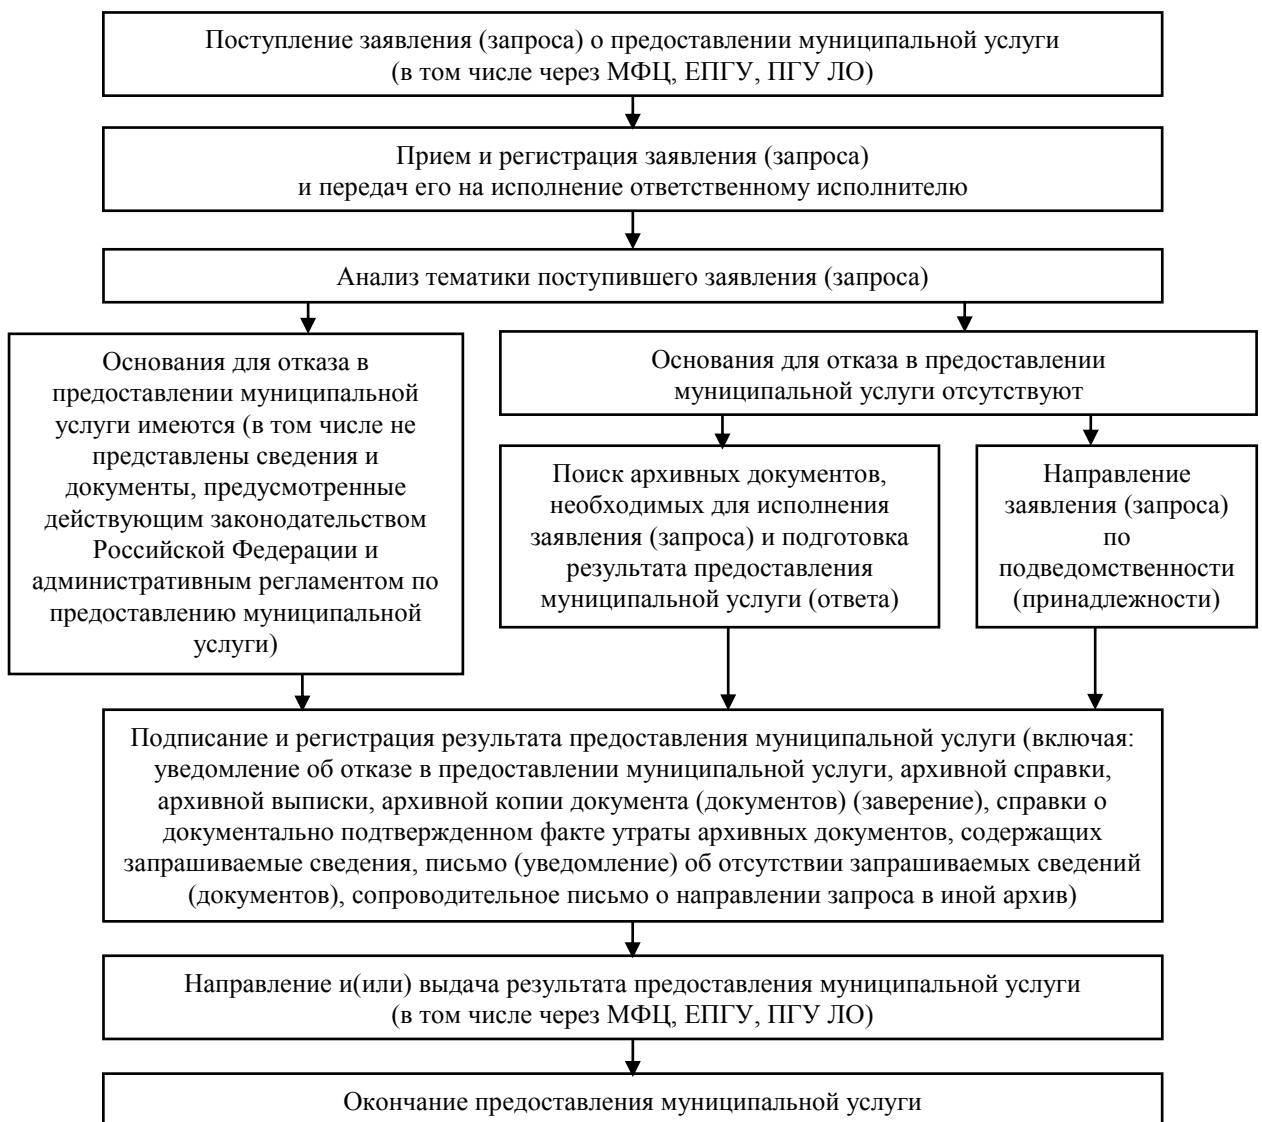 Поступление заявления (запроса) о предоставлении муниципальной услуги
(в том числе через МФЦ, ЕПГУ, ПГУ ЛО)
Прием и регистрация заявления (запроса)
и передач его на исполнение ответственному исполнителю
Анализ тематики поступившего заявления (запроса)
Основания для отказа в
предоставлении муниципальной
услуги имеются (в том числе не
представлены сведения и
документы, предусмотренные
действующим законодательством
Российской Федерации и
административным регламентом по
предоставлению муниципальной
услуги)
Основания для отказа в предоставлении
муниципальной услуги отсутствуют
Поиск архивных документов,
необходимых для исполнения
заявления (запроса) и подготовка
результата предоставления
муниципальной услуги (ответа)
Направление
заявления (запроса)
по
подведомственности
(принадлежности)
Подписание и регистрация результата предоставления муниципальной услуги (включая:
уведомление об отказе в предоставлении муниципальной услуги, архивной справки,
архивной выписки, архивной копии документа (документов) (заверение), справки о
документально подтвержденном факте утраты архивных документов, содержащих
запрашиваемые сведения, письмо (уведомление) об отсутствии запрашиваемых сведений
(документов), сопроводительное письмо о направлении запроса в иной архив)
Направление и(или) выдача результата предоставления муниципальной услуги
(в том числе через МФЦ, ЕПГУ, ПГУ ЛО)
Окончание предоставления муниципальной услуги